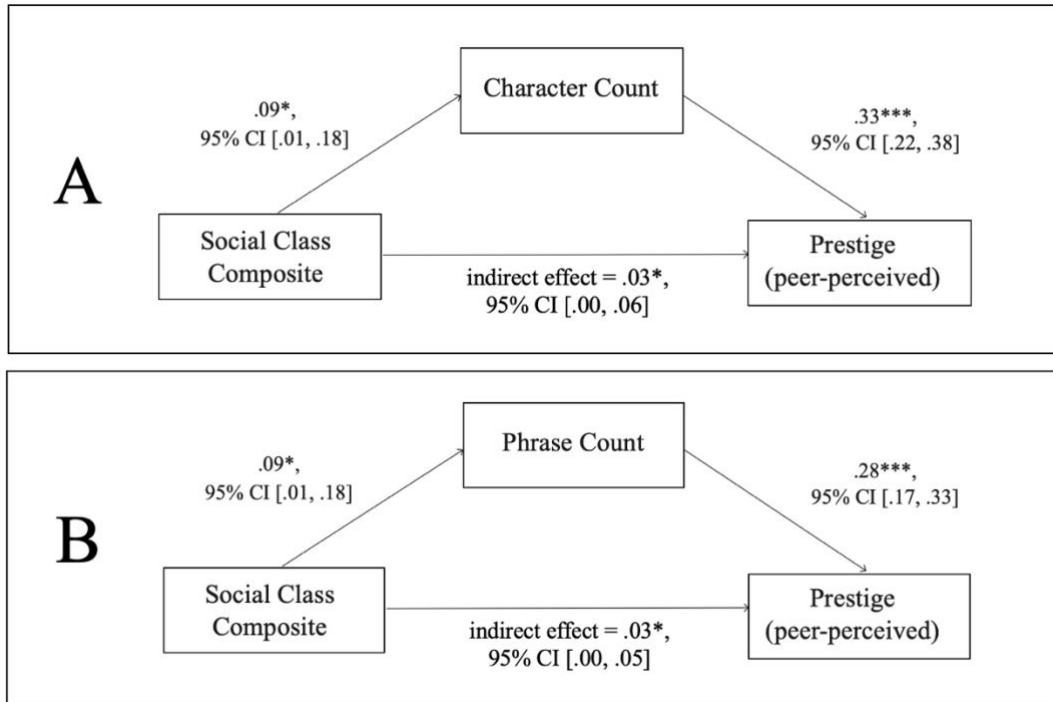 A
Character Count
.09*,
95% CI [.01, .18]
.33***,
95% CI [.22, .38]
Social Class
Composite
indirect effect = .03*,
95% CI [.00, .06]
Prestige
(peer-perceived)
B
Phrase Count
.09*,
95% CI [.01, .18]
.28***,
95% CI [.17, .33]
Social Class
Composite
indirect effect = .03*,
95% CI [.00, .05]
Prestige
(peer-perceived)